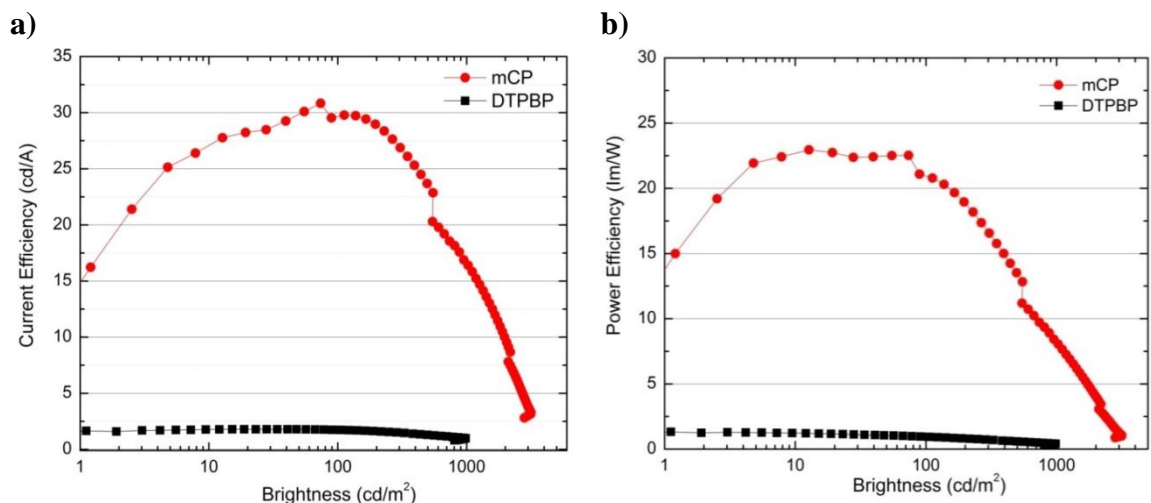 a)
35
30
25
20
15
10
5
0
Current Efficiency (cd/A)
mCP
DTPBP
1
10
100
1000
Brightness (cd/m²)
b)
30
25
20
15
10
5
0
Power Efficiency (lm/W)
mCP
DTPBP
1
10
100
1000
Brightness (cd/m²)